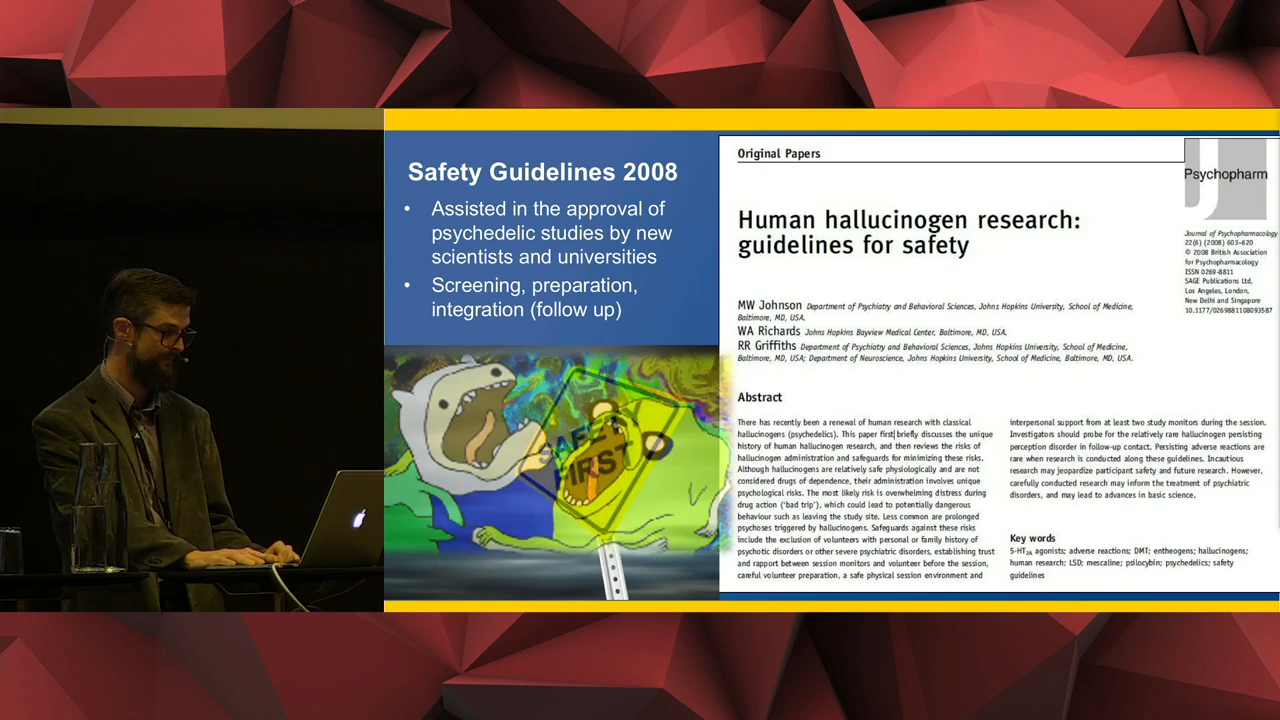 Safety Guidelines 2008
• Assisted in the approval of
psychedelic studies by new
scientists and universities
• Screening, preparation,
integration (follow up)
SAFETY
FIRST
Original Papers
J
Psychopharm
Human hallucinogen research:
guidelines for safety
Journal of Psychopharmacology
22(6) (2008) 603–620
© 2008 British Association
for Psychopharmacology
ISSN 0269-8811
SAGE Publications Ltd,
Los Angeles, London,
New Delhi and Singapore
10.1177/0269881108093587
MW Johnson Department of Psychiatry and Behavioral Sciences, Johns Hopkins University, School of Medicine,
Baltimore, MD, USA.
WA Richards Johns Hopkins Bayview Medical Center, Baltimore, MD, USA.
RR Griffiths Department of Psychiatry and Behavioral Sciences, Johns Hopkins University, School of Medicine,
Baltimore, MD, USA; Department of Neuroscience, Johns Hopkins University, School of Medicine, Baltimore, MD, USA.
Abstract
There has recently been a renewal of human research with classical
hallucinogens (psychedelics). This paper first briefly discusses the unique
history of human hallucinogen research, and then reviews the risks of
hallucinogen administration and safeguards for minimizing these risks.
Although hallucinogens are relatively safe physiologically and are not
considered drugs of dependence, their administration involves unique
psychological risks. The most likely risk is overwhelming distress during
drug action ('bad trip'), which could lead to potentially dangerous
behaviour such as leaving the study site. Less common are prolonged
psychoses triggered by hallucinogens. Safeguards against these risks
include the exclusion of volunteers with personal or family history of
psychotic disorders or other severe psychiatric disorders, establishing trust
and rapport between session monitors and volunteer before the session,
careful volunteer preparation, a safe physical session environment and
interpersonal support from at least two study monitors during the session.
Investigators should probe for the relatively rare hallucinogen persisting
perception disorder in follow-up contact. Persisting adverse reactions are
rare when research is conducted along these guidelines. Incautious
research may jeopardize participant safety and future research. However,
carefully conducted research may inform the treatment of psychiatric
disorders, and may lead to advances in basic science.
Key words
5-HT2A agonists; adverse reactions; DMT; entheogens; hallucinogens;
human research; LSD; mescaline; psilocybin; psychedelics; safety
guidelines